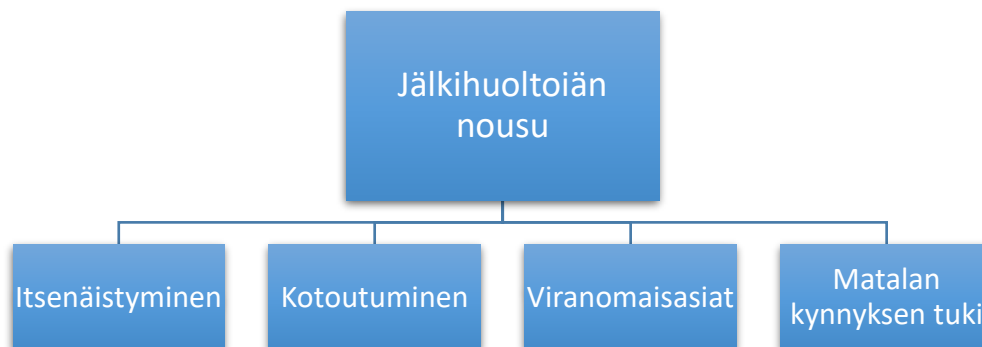 Jälkihuoltoiän
nousu
Itsenäistyminen
Kotoutuminen
Viranomaisasiat
Matalan
kynnyksen tuki